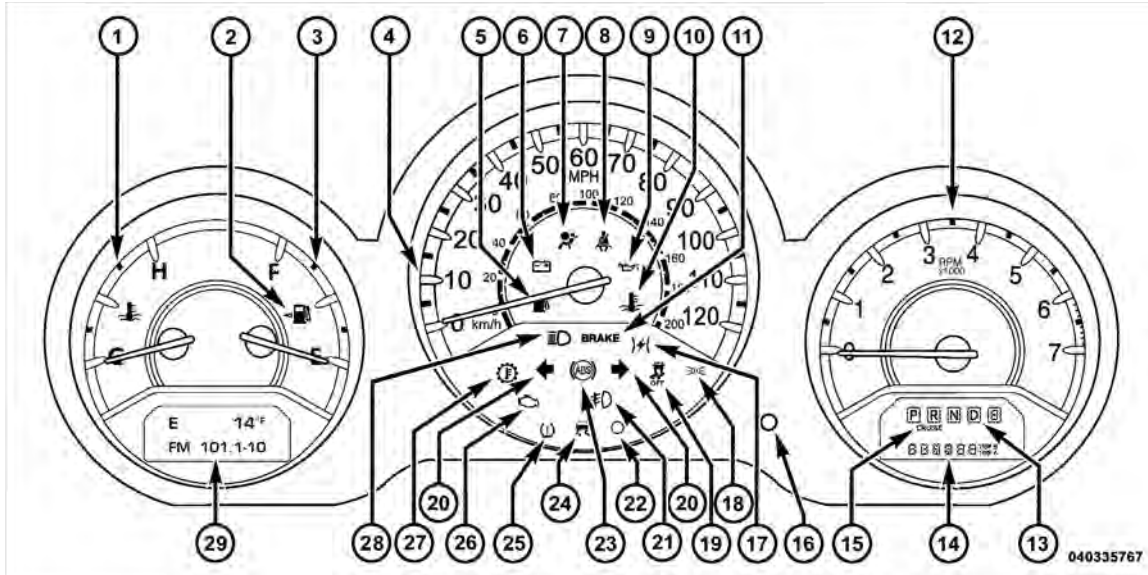 1 2 3 4 5 6 7 8 9 10 11 12
50 60 70
40 MPH 80
30 80 100 120 90
20 40 140 100
10 20 160 110
0 km/h 200 120
H F
C E
3 4
2 RPM 5
x1000
1 6
0 7
BRAKE
ABS
OFF
E 14°F
FM 101.1-10
P R N D
CRUISE
20 27 26 25 24 23 22 21 20 19 18 17 16
29 28 15 14 13
040335767